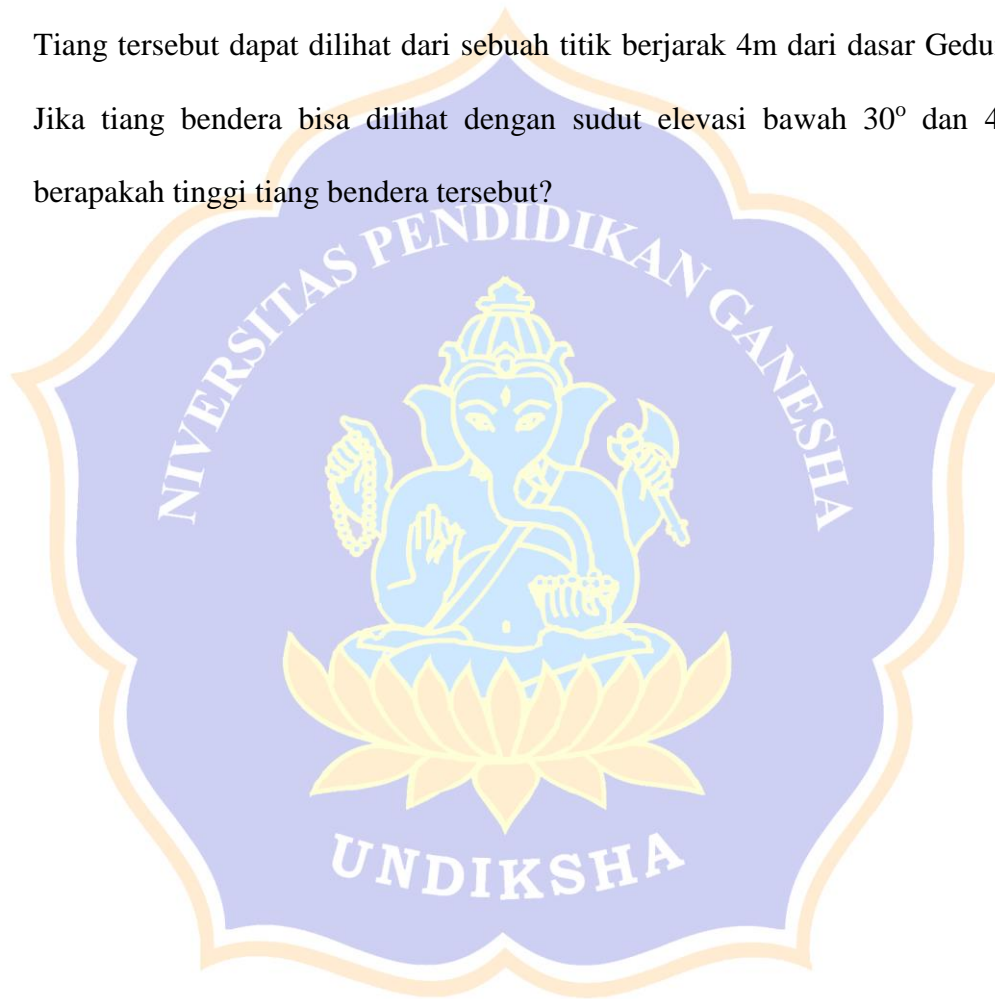 Tiang tersebut dapat dilihat dari sebuah titik berjarak 4m dari dasar Gedu
Jika tiang bendera bisa dilihat dengan sudut elevasi bawah 30° dan 4
berapakah tinggi tiang bendera tersebut?
NIVERSITAS PENDIDIKAN GANESHA
UNDIKSHA